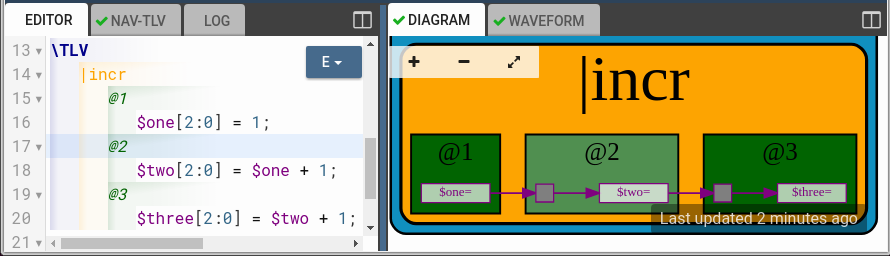 EDITOR NAV-TLV LOG
13 \TLV
14 |incr
15 @1
16 $one[2:0] = 1;
17 @2
18 $two[2:0] = $one + 1;
19 @3
20 $three[2:0] = $two + 1;
21
E
DIAGRAM WAVEFORM
|incr
@1 @2 @3
$one= $two= $three=
Last updated 2 minutes ago